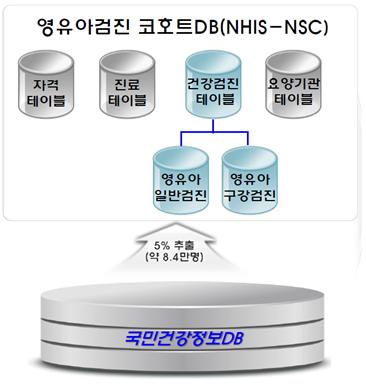 영유아검진 코호트DB(NHIS-NSC)
자격
테이블
진료
테이블
건강검진
테이블
요양기관
테이블
영유아
일반검진
영유아
구강검진
5% 추출
(약 8.4만명)
국민건강정보DB